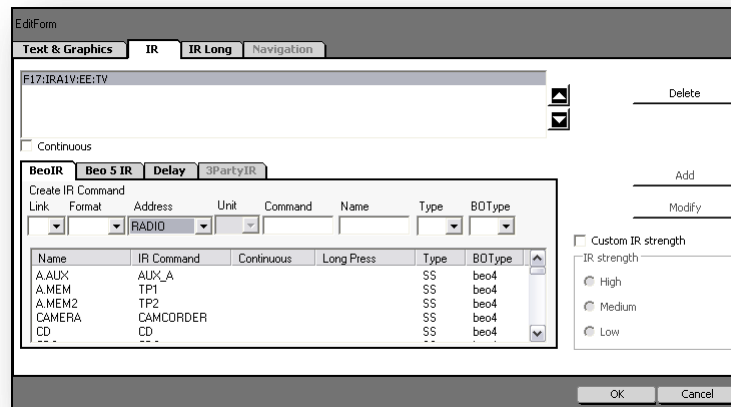 EditForm
Text & Graphics IR IR Long Navigation
F17:IRA1V:EE:TV
Delete
Continuous
BeoIR Beo 5 IR Delay 3PartyIR
Create IR Command
Add
Link Format Address Unit Command Name Type BOType
Modify
RADIO
Custom IR strength
Name IR Command Continuous Long Press Type BOType
IR strength
A.AUX AUX_A SS beo4
High
A.MEM TP1 SS beo4
A.MEM2 TP2 SS beo4
Medium
CAMERA CAMCORDER SS beo4
CD CD SS beo4
Low
OK Cancel